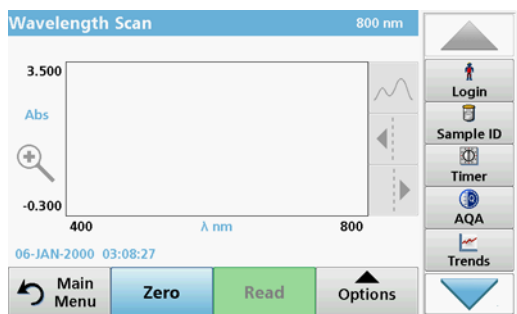 Wavelength Scan 800 nm
3.500
Abs
-0.300
400 λ nm 800
06-JAN-2000 03:08:27
Main
Menu
Zero
Read
Options
Login
Sample ID
Timer
AQA
Trends